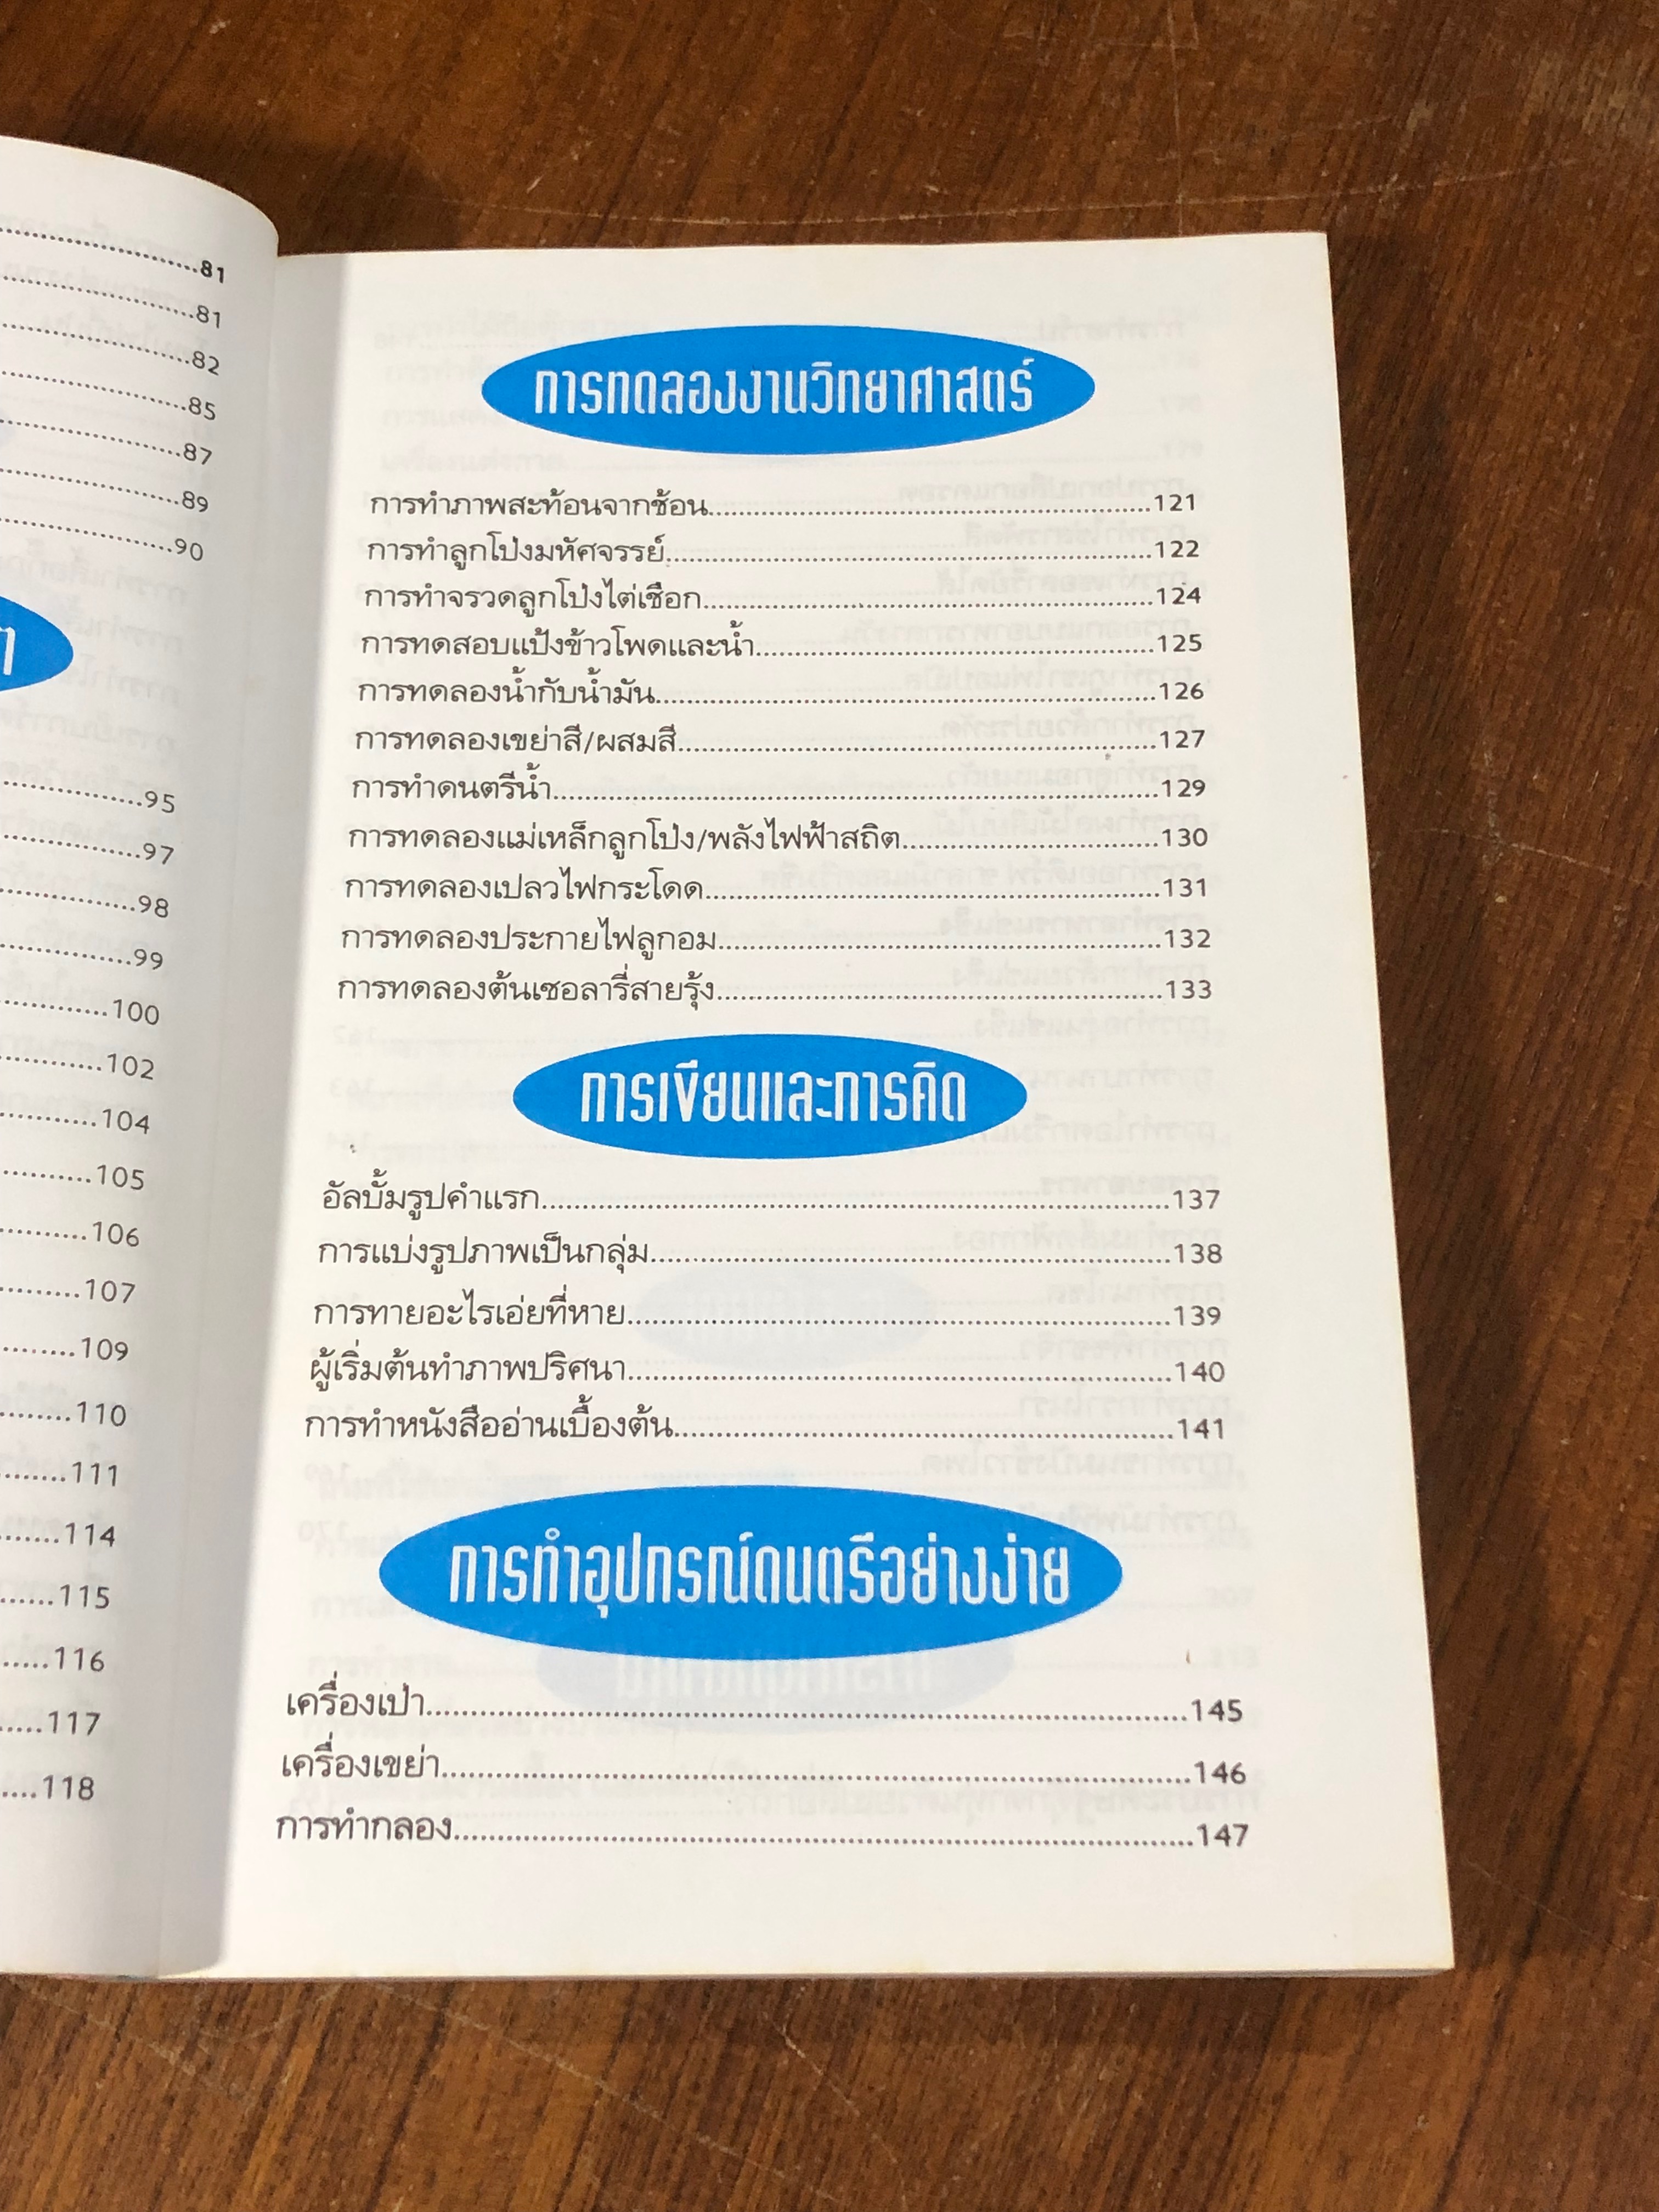 81
81
82
85
87
89
90
95
97
98
99
100
102
104
105
106
107
109
110
111
114
115
116
117
118
การทดลองงานวิทยาศาสตร์
การทำภาพสะท้อนจากช้อน 121
การทำลูกโป่งมหัศจรรย์ 122
การทำจรวดลูกโป่งไต่เชือก 124
การทดสอบแป้งข้าวโพดและน้ำ 125
การทดลองน้ำกับน้ำมัน 126
การทดลองเขย่าสี/ผสมสี 127
การทำดนตรีน้ำ 129
การทดลองแม่เหล็กลูกโป่ง/พลังไฟฟ้าสถิต 130
การทดลองเปลวไฟกระโดด 131
การทดลองประกายไฟลูกอม 132
การทดลองต้นเซอลารี่สายรุ้ง 133
การเขียนและการคิด
อัลบั้มรูปคำแรก 137
การแบ่งรูปภาพเป็นกลุ่ม 138
การทายอะไรเอ่ยที่หาย 139
ผู้เริ่มต้นทำภาพปริศนา 140
การทำหนังสืออ่านเบื้องต้น 141
การทำอุปกรณ์ดนตรีอย่างง่าย
เครื่องเป่า 145
เครื่องเขย่า 146
การทำกลอง 147